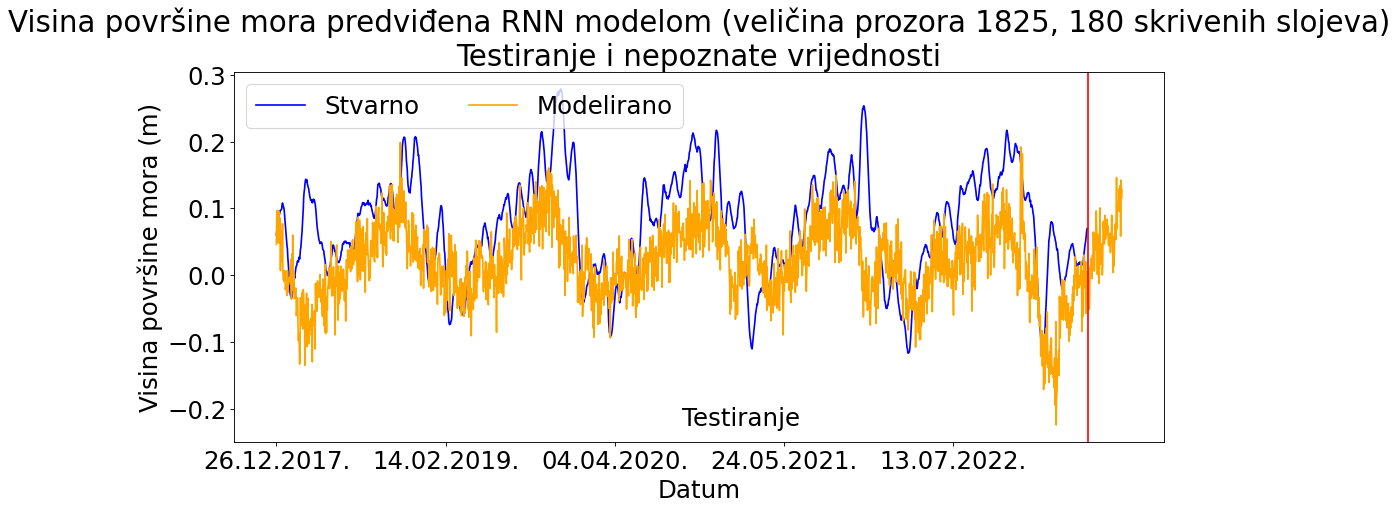 Visina površine mora predviđena RNN modelom (veličina prozora 1825, 180 skrivenih slojeva)
Testiranje i nepoznate vrijednosti
Stvarno
Modelirano
Visina površine mora (m)
0.3
0.2
0.1
0.0
−0.1
−0.2
Testiranje
26.12.2017.
14.02.2019.
04.04.2020.
24.05.2021.
13.07.2022.
Datum